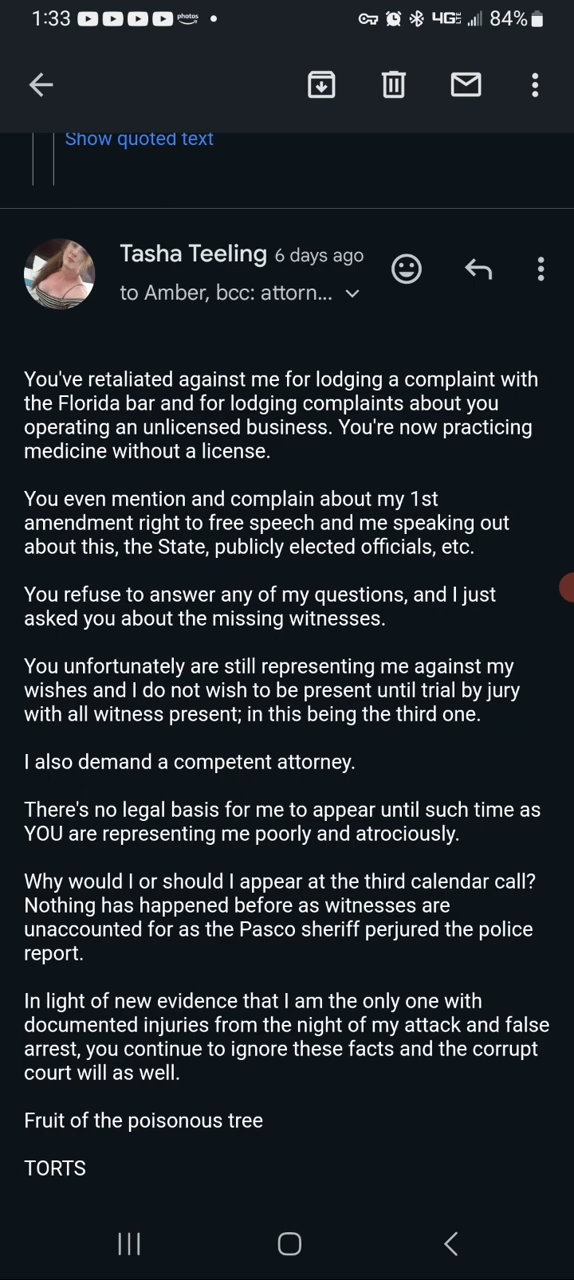 1:33 photos 4GE 84%
Show quoted text
Tasha Teeling 6 days ago
to Amber, bcc: attorn...
You've retaliated against me for lodging a complaint with
the Florida bar and for lodging complaints about you
operating an unlicensed business. You're now practicing
medicine without a license.
You even mention and complain about my 1st
amendment right to free speech and me speaking out
about this, the State, publicly elected officials, etc.
You refuse to answer any of my questions, and I just
asked you about the missing witnesses.
You unfortunately are still representing me against my
wishes and I do not wish to be present until trial by jury
with all witness present; in this being the third one.
I also demand a competent attorney.
There's no legal basis for me to appear until such time as
YOU are representing me poorly and atrociously.
Why would I or should I appear at the third calendar call?
Nothing has happened before as witnesses are
unaccounted for as the Pasco sheriff perjured the police
report.
In light of new evidence that I am the only one with
documented injuries from the night of my attack and false
arrest, you continue to ignore these facts and the corrupt
court will as well.
Fruit of the poisonous tree
TORTS